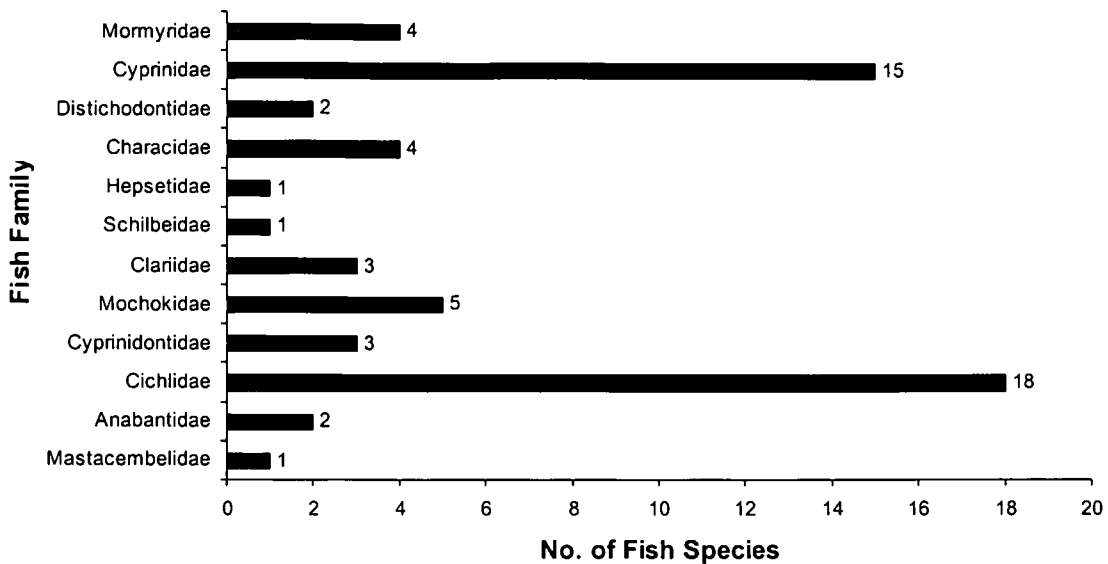 Mormyridae 4
Cyprinidae 15
Distichodontidae 2
Characidae 4
Hepsetidae 1
Schilbeidae 1
Clariidae 3
Mochokidae 5
Cyprinidontidae 3
Cichlidae 18
Anabantidae 2
Mastacembelidae 1
Fish Family
0 2 4 6 8 10 12 14 16 18 20
No. of Fish Species